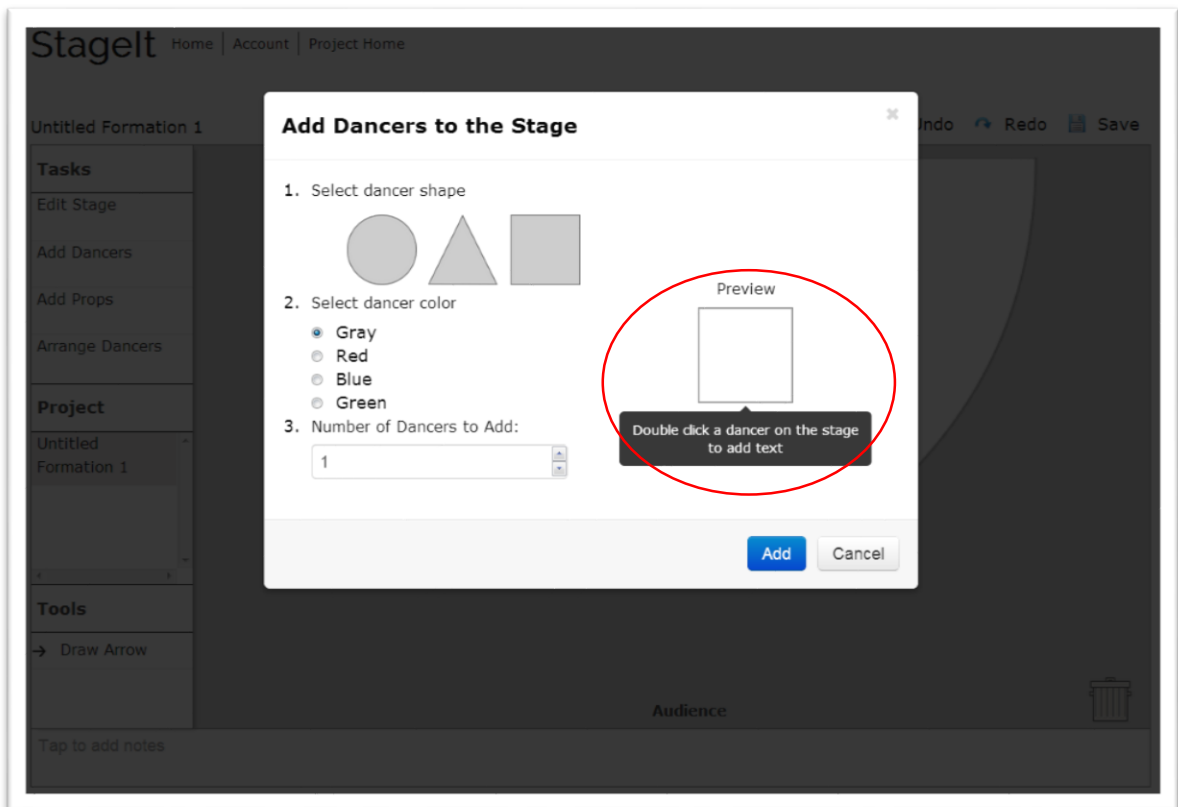 StageIt Home Account Project Home
Untitled Formation 1
Undo Redo Save
Tasks
Edit Stage
Add Dancers
Add Props
Arrange Dancers
Project
Untitled
Formation 1
Tools
→ Draw Arrow
Tap to add notes
Audience
Add Dancers to the Stage
1. Select dancer shape
2. Select dancer color
Gray
Red
Blue
Green
3. Number of Dancers to Add:
1
Preview
Double click a dancer on the stage
to add text
Add Cancel